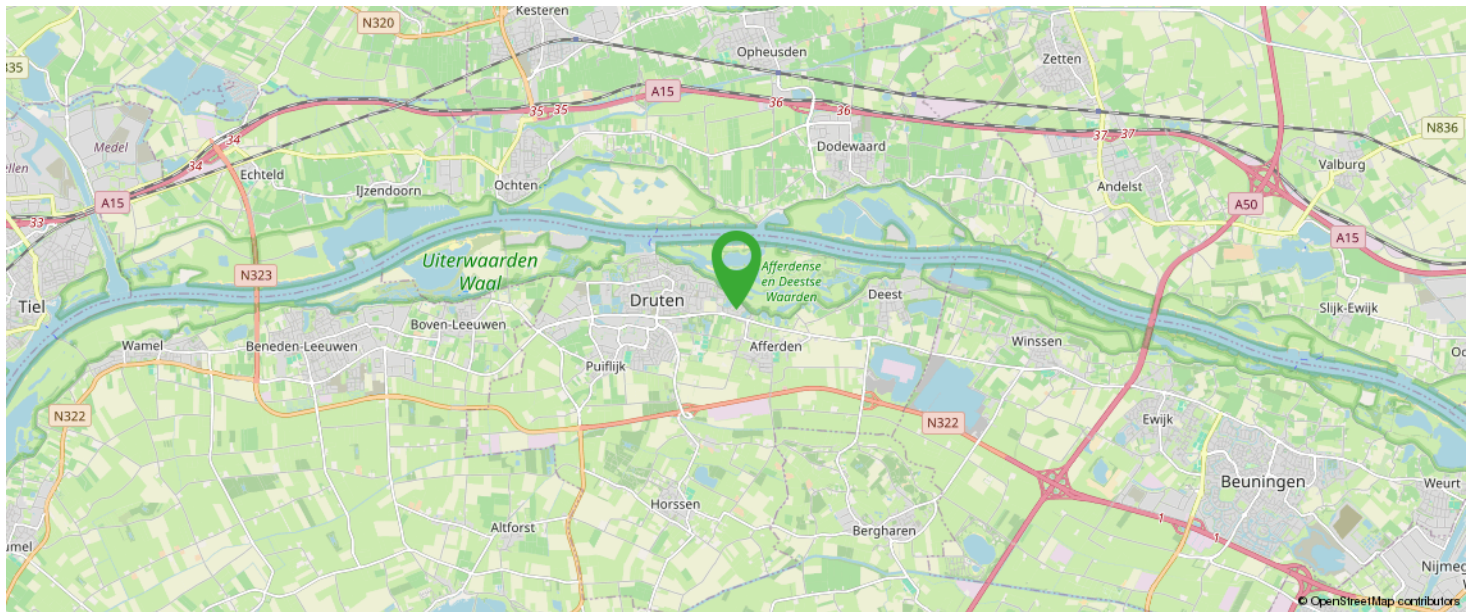 Kesteren
N320
Opheusden
Zetten
A15
35
35
36
36
37
37
N836
34
34
Medel
Dodewaard
Valburg
Echteld
IJzendoorn
Ochten
Andelst
A15
33
A50
A15
N323
Uiterwaarden
Waal
Afferdense
en Deestse
Waarden
Tiel
Druten
Deest
Slijk-Ewijk
Boven-Leeuwen
Wamel
Beneden-Leeuwen
Afferden
Winssen
Puiflijk
N322
N322
Ewijk
Beuningen
Weurt
Horssen
Altforst
Bergharen
1
1
© OpenStreetMap contributors